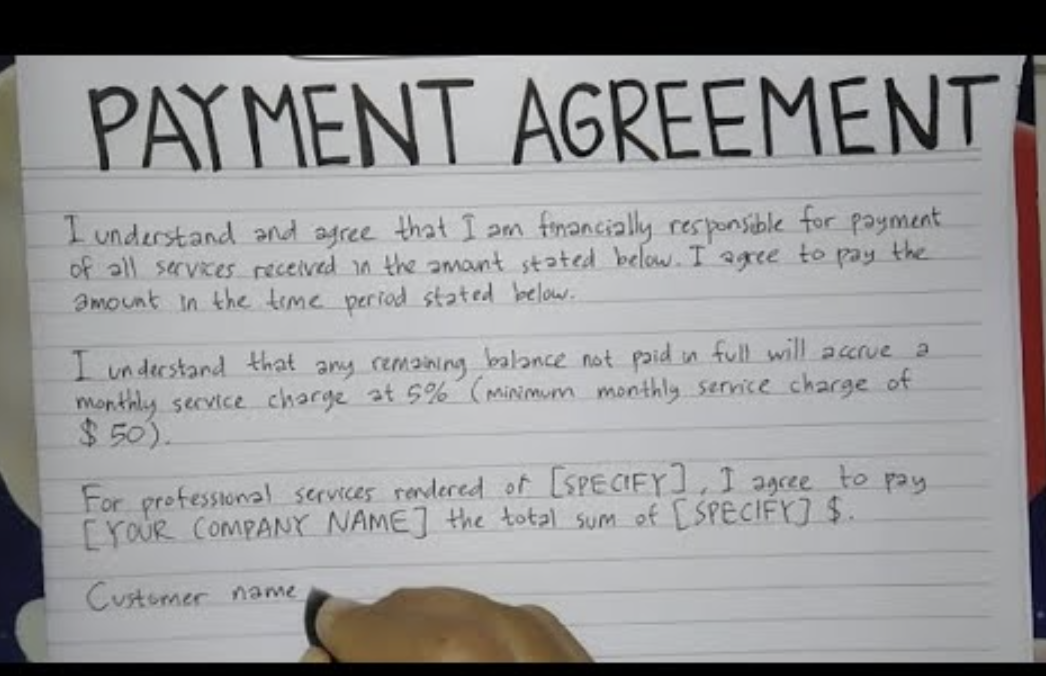 PAYMENT AGREEMENT
I understand and agree that I am financially responsible for payment
of all services received in the amant stated below. I agree to pay the
amount in the time period stated below.
I understand that any remaining balance not paid in full will accrue a
monthly service charge at 5% (minimum monthly service charge of
$50).
For professional services rendered of [SPECIFY], I agree to pay
[YOUR COMPANY NAME] the total sum of [SPECIFY] $.
Customer name